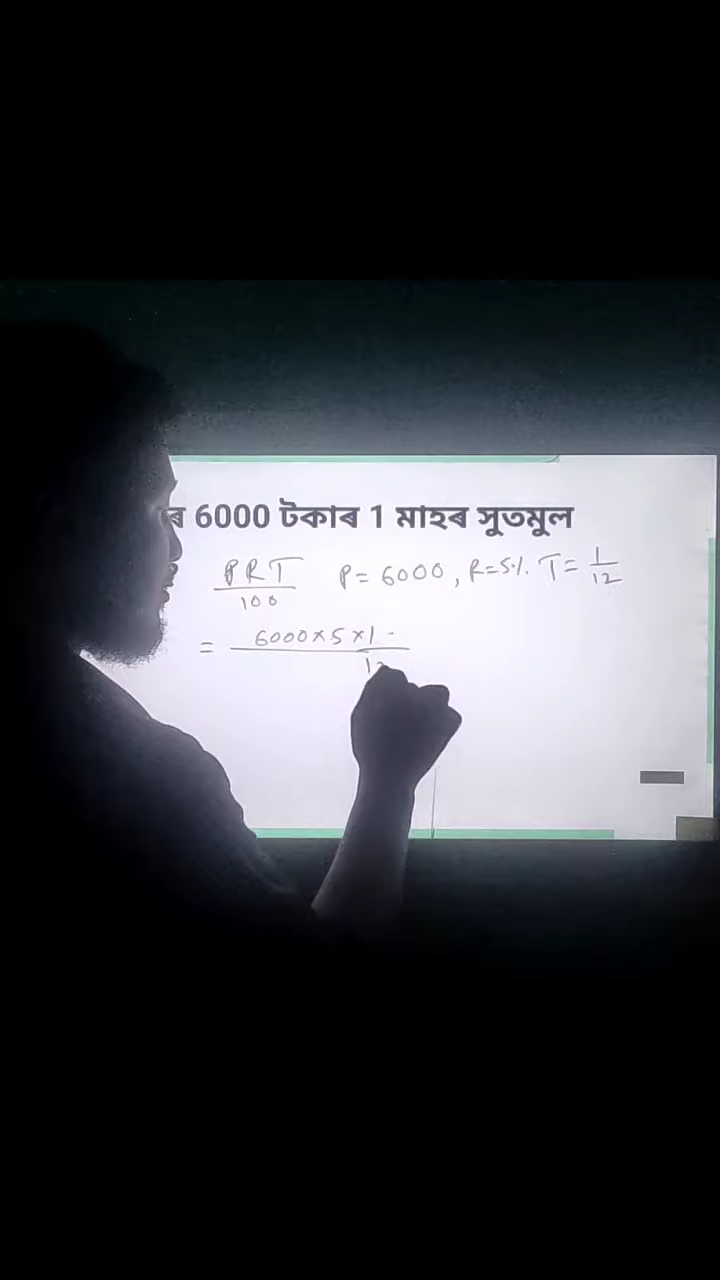 ৰ 6000 টকাৰ 1 মাহৰ সুতমুল
PRT/100 P = 6000, R=5% T = 1/12
= 6000×5×1